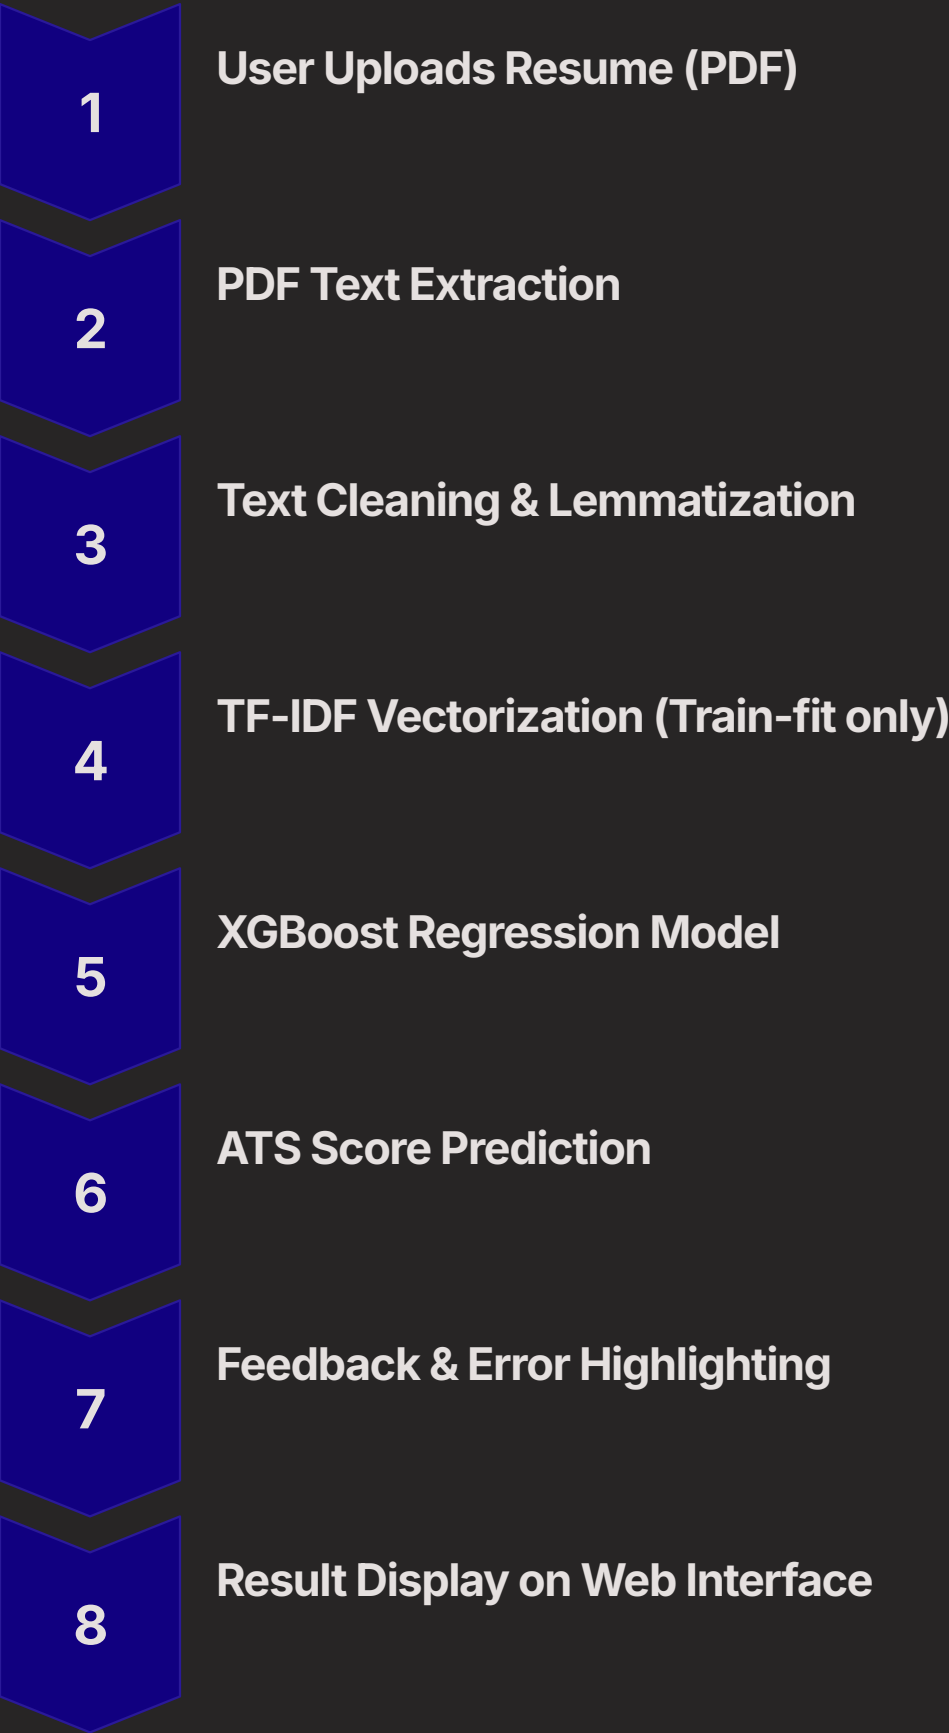 1
User Uploads Resume (PDF)
2
PDF Text Extraction
3
Text Cleaning & Lemmatization
4
TF-IDF Vectorization (Train-fit only)
5
XGBoost Regression Model
6
ATS Score Prediction
7
Feedback & Error Highlighting
8
Result Display on Web Interface